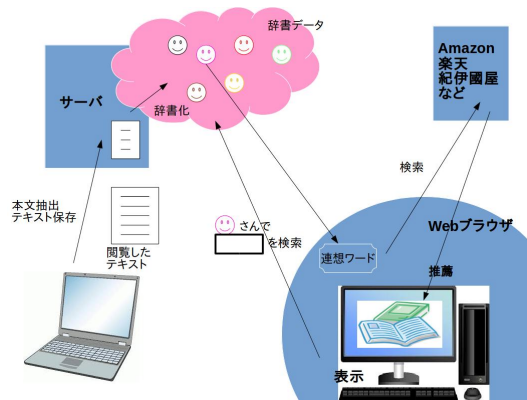 辞書データ
サーバ
辞書化
Amazon
楽天
紀伊國屋
など
検索
本文抽出
テキスト保存
閲覧した
テキスト
さんで
を検索
Webブラウザ
連想ワード
推薦
表示